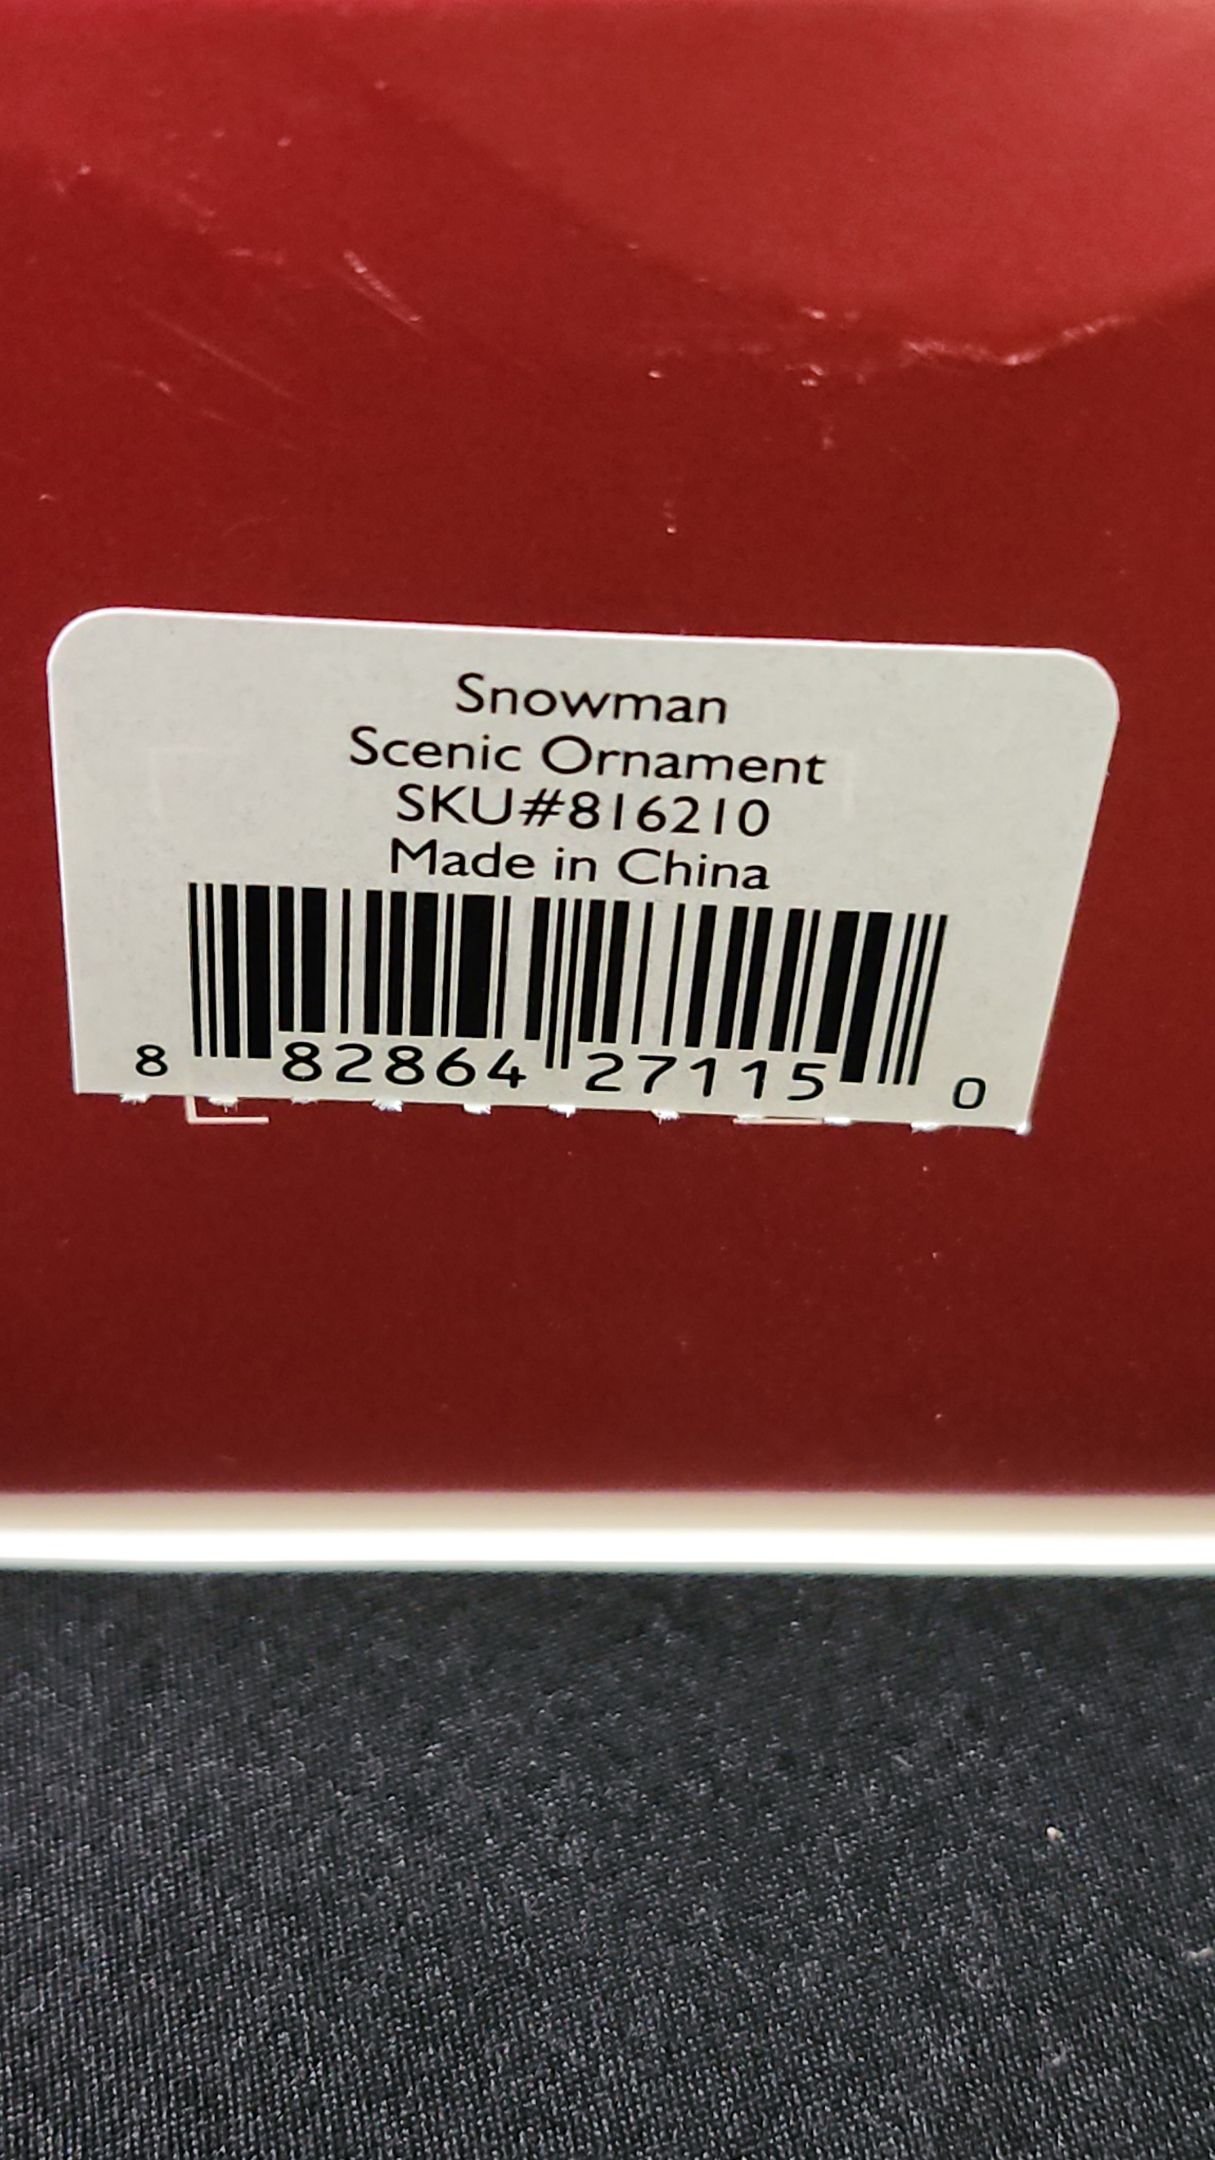 Snowman
Scenic Ornament
SKU#816210
Made in China
8 82864 27115 0